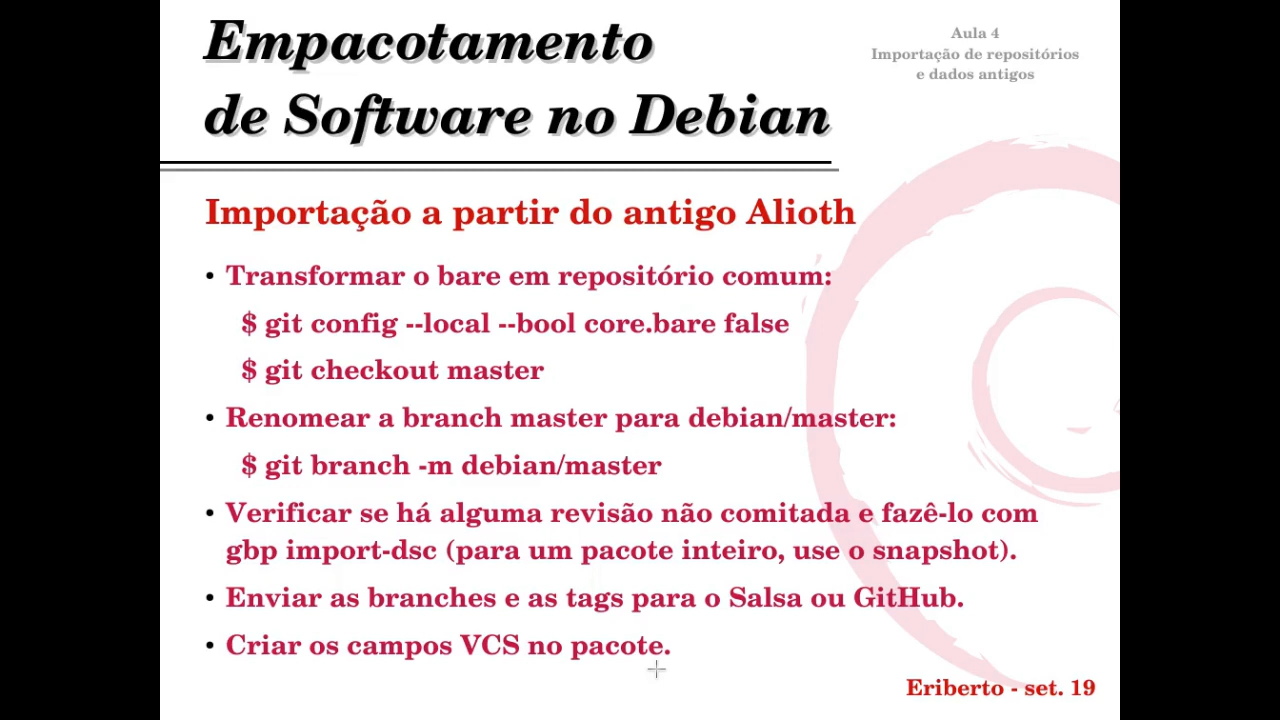 Empacotamento
de Software no Debian
Aula 4
Importação de repositórios
e dados antigos
Importação a partir do antigo Alioth
• Transformar o bare em repositório comum:
$ git config --local --bool core.bare false
$ git checkout master
• Renomear a branch master para debian/master:
$ git branch -m debian/master
• Verificar se há alguma revisão não comitada e fazê-lo com
gbp import-dsc (para um pacote inteiro, use o snapshot).
• Enviar as branches e as tags para o Salsa ou GitHub.
• Criar os campos VCS no pacote.
Eriberto - set. 19